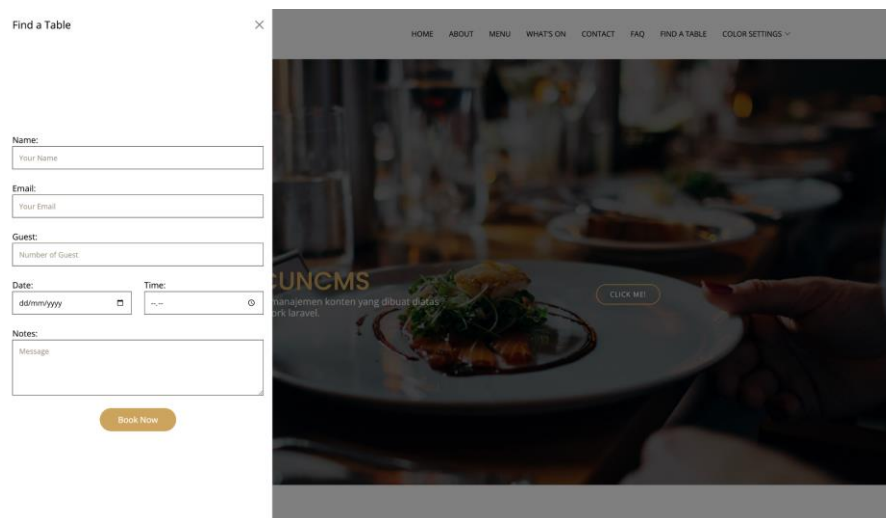 Find a Table
HOME ABOUT MENU WHAT'S ON CONTACT FAQ FIND A TABLE COLOR SETTINGS
Name:
Your Name
Email:
Your Email
Guest:
Number of Guest
Date: Time:
dd/mm/yyyy --.--
Notes:
Message
Book Now
CUNCMS
manajemen konten yang dibuat diatas
ork laravel.
CLICK ME!